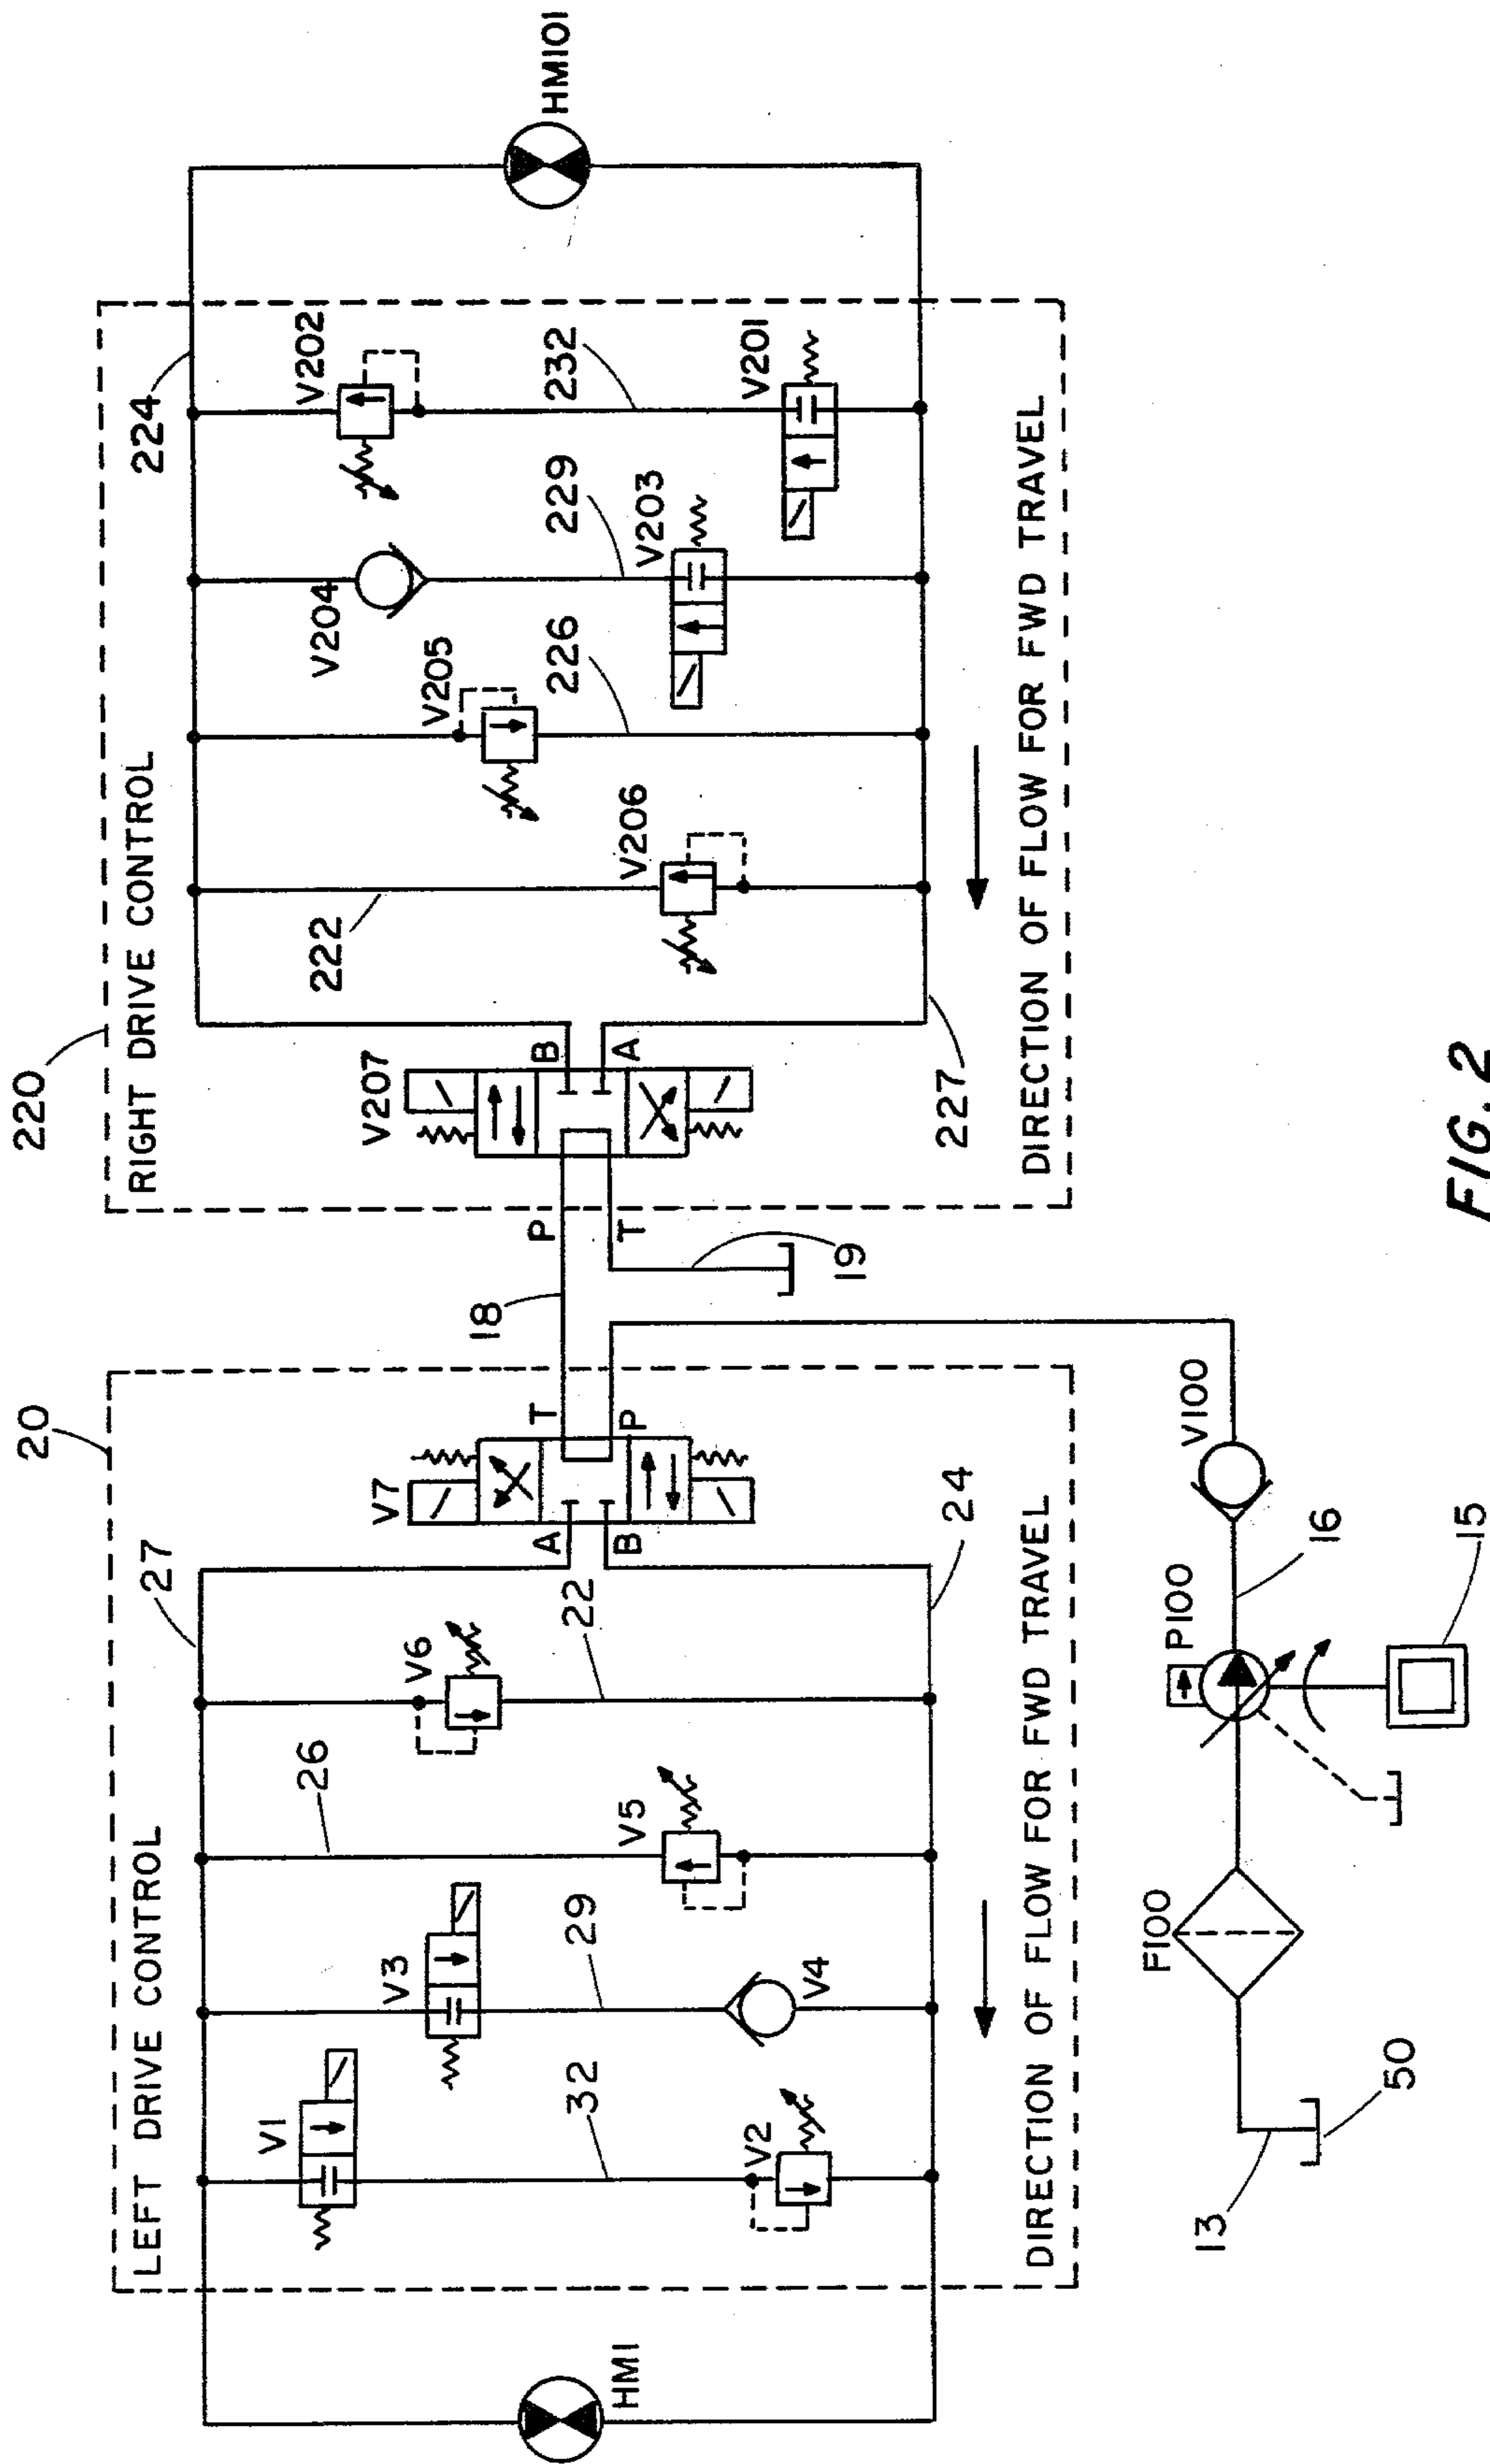 220
RIGHT DRIVE CONTROL
224
V202
232
V201
V204
229
V203
V205
226
222
V206
V207
B
A
227
DIRECTION OF FLOW FOR FWD TRAVEL
HM101
P
T
18
19
20
LEFT DRIVE CONTROL
27
V7
T
P
A
B
V6
22
24
26
V5
V3
29
V4
V1
32
V2
DIRECTION OF FLOW FOR FWD TRAVEL
HM1
V100
P100
16
15
F100
13
50
FIG. 2